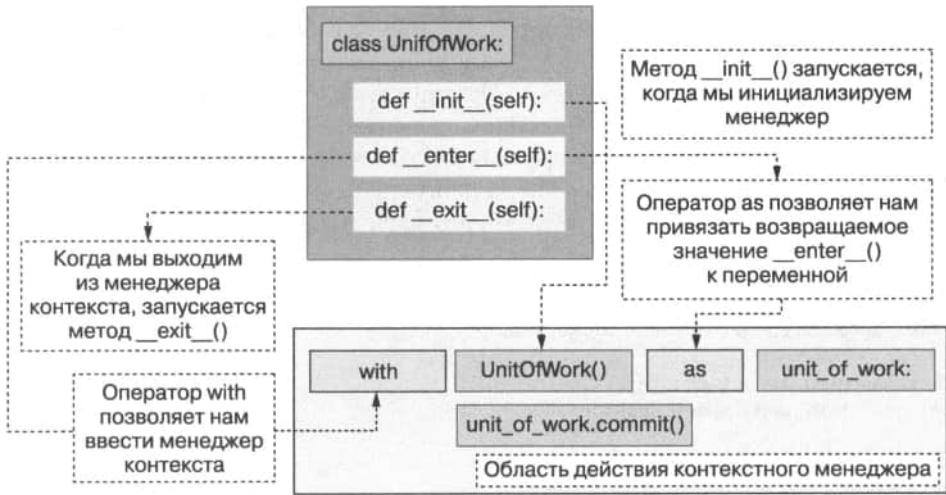 class UnifOfWork:
def __init__(self):
def __enter__(self):
def __exit__(self):
Метод __init__() запускается,
когда мы инициализируем
менеджер
Оператор as позволяет нам
привязать возвращаемое
значение __enter__()
к переменной
Когда мы выходим
из менеджера
контекста, запускается
метод __exit__()
Оператор with
позволяет нам
ввести менеджер
контекста
with UnitOfWork() as unit_of_work:
unit_of_work.commit()
Область действия контекстного менеджера